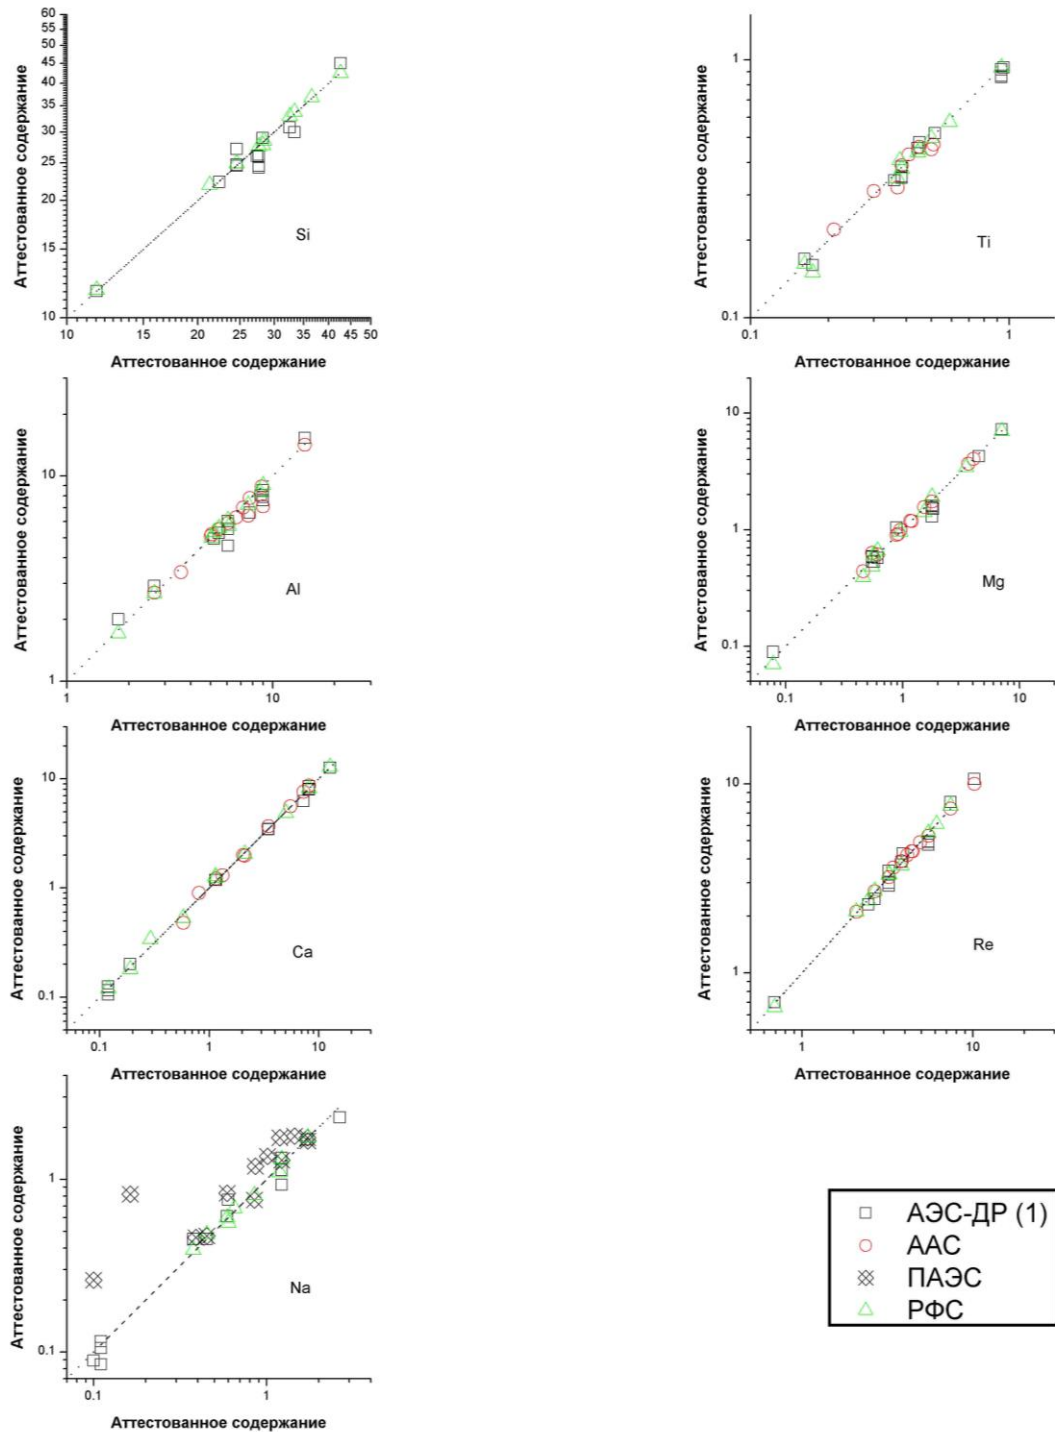 60
55
50
45
40
35
30
25
20
15
10
10 15 20 25 30 35 40 45 50
Si
Аттестованное содержание
Аттестованное содержание
1
0.1
0.1 1
Ti
Аттестованное содержание
Аттестованное содержание
10
1
1 10
Al
Аттестованное содержание
Аттестованное содержание
10
1
0.1
0.1 1 10
Mg
Аттестованное содержание
Аттестованное содержание
10
1
0.1
0.1 1 10
Ca
Аттестованное содержание
Аттестованное содержание
10
1
1 10
Re
Аттестованное содержание
Аттестованное содержание
1
0.1
0.1 1
Na
Аттестованное содержание
Аттестованное содержание
АЭС-ДР (1)
ААС
ПАЭС
РФС